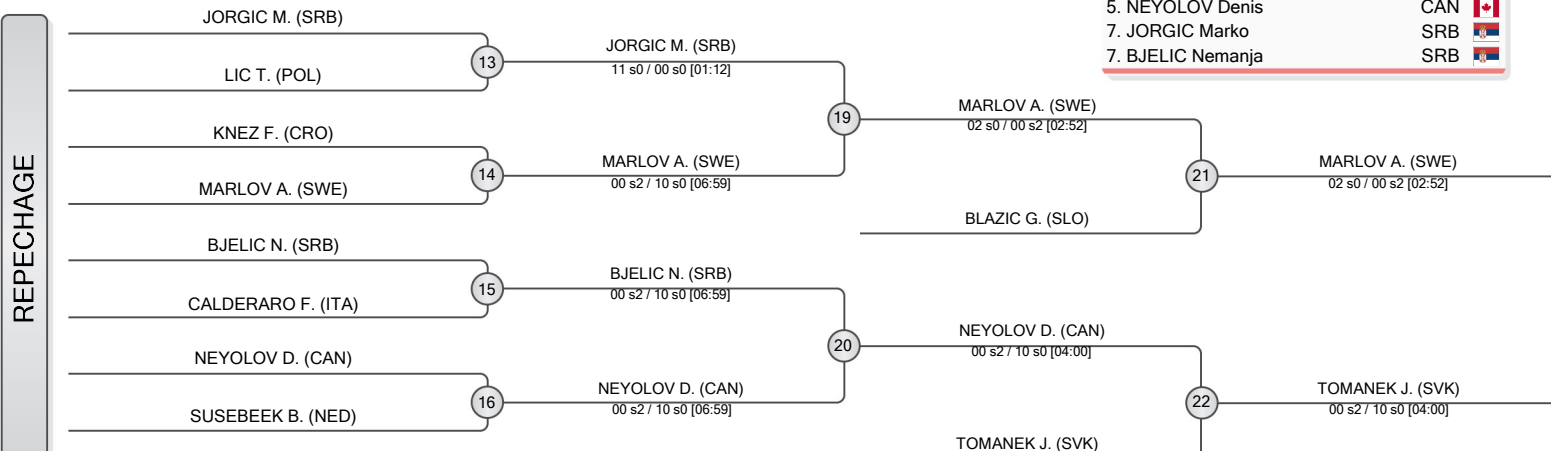 REPECHAGE
5. NEYOLOV Denis CAN
7. JORGIC Marko SRB
7. BJELIC Nemanja SRB
JORGIC M. (SRB)
13
LIC T. (POL)
JORGIC M. (SRB)
11 s0 / 00 s0 [01:12]
KNEZ F. (CRO)
14
MARLOV A. (SWE)
MARLOV A. (SWE)
00 s2 / 10 s0 [06:59]
19
MARLOV A. (SWE)
02 s0 / 00 s2 [02:52]
BLAZIC G. (SLO)
21
MARLOV A. (SWE)
02 s0 / 00 s2 [02:52]
BJELIC N. (SRB)
15
CALDERARO F. (ITA)
BJELIC N. (SRB)
00 s2 / 10 s0 [06:59]
NEYOLOV D. (CAN)
16
SUSEBEEK B. (NED)
NEYOLOV D. (CAN)
00 s2 / 10 s0 [06:59]
20
NEYOLOV D. (CAN)
00 s2 / 10 s0 [04:00]
TOMANEK J. (SVK)
22
TOMANEK J. (SVK)
00 s2 / 10 s0 [04:00]